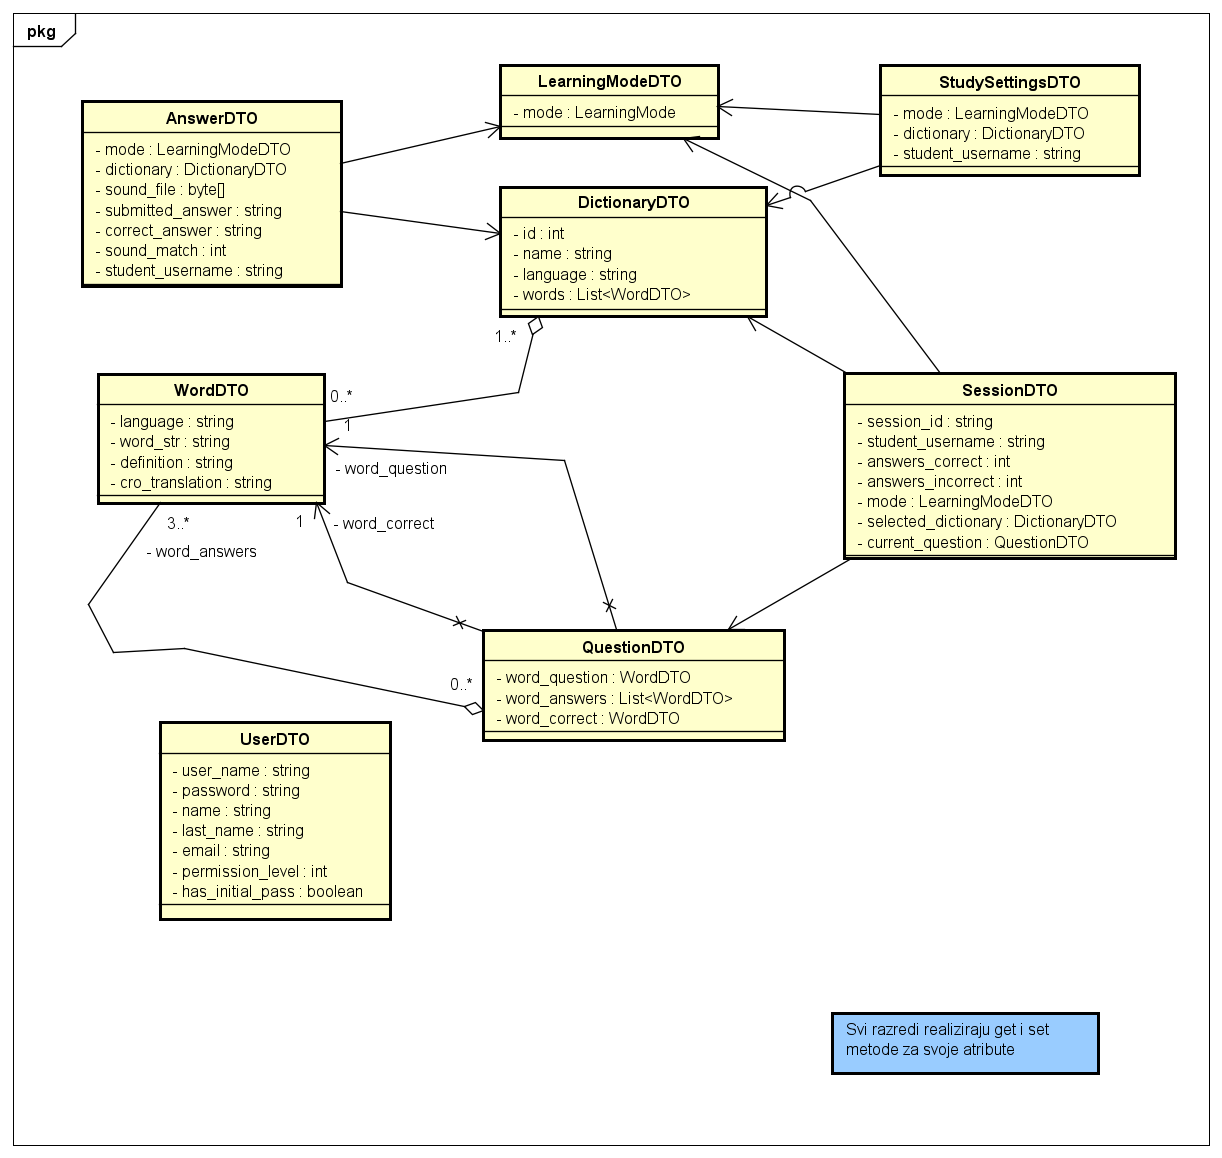 pkg
LearningModeDTO
- mode : LearningMode
StudySettingsDTO
- mode : LearningModeDTO
- dictionary : DictionaryDTO
- student_username : string
AnswerDTO
- mode : LearningModeDTO
- dictionary : DictionaryDTO
- sound_file : byte[]
- submitted_answer : string
- correct_answer : string
- sound_match : int
- student_username : string
DictionaryDTO
- id : int
- name : string
- language : string
- words : List<WordDTO>
1..*
0..*
WordDTO
- language : string
- word_str : string
- definition : string
- cro_translation : string
1
- word_question
1
- word_correct
3..*
- word_answers
SessionDTO
- session_id : string
- student_username : string
- answers_correct : int
- answers_incorrect : int
- mode : LearningModeDTO
- selected_dictionary : DictionaryDTO
- current_question : QuestionDTO
QuestionDTO
- word_question : WordDTO
- word_answers : List<WordDTO>
- word_correct : WordDTO
0..*
UserDTO
- user_name : string
- password : string
- name : string
- last_name : string
- email : string
- permission_level : int
- has_initial_pass : boolean
Svi razredi realiziraju get i set
metode za svoje atribute